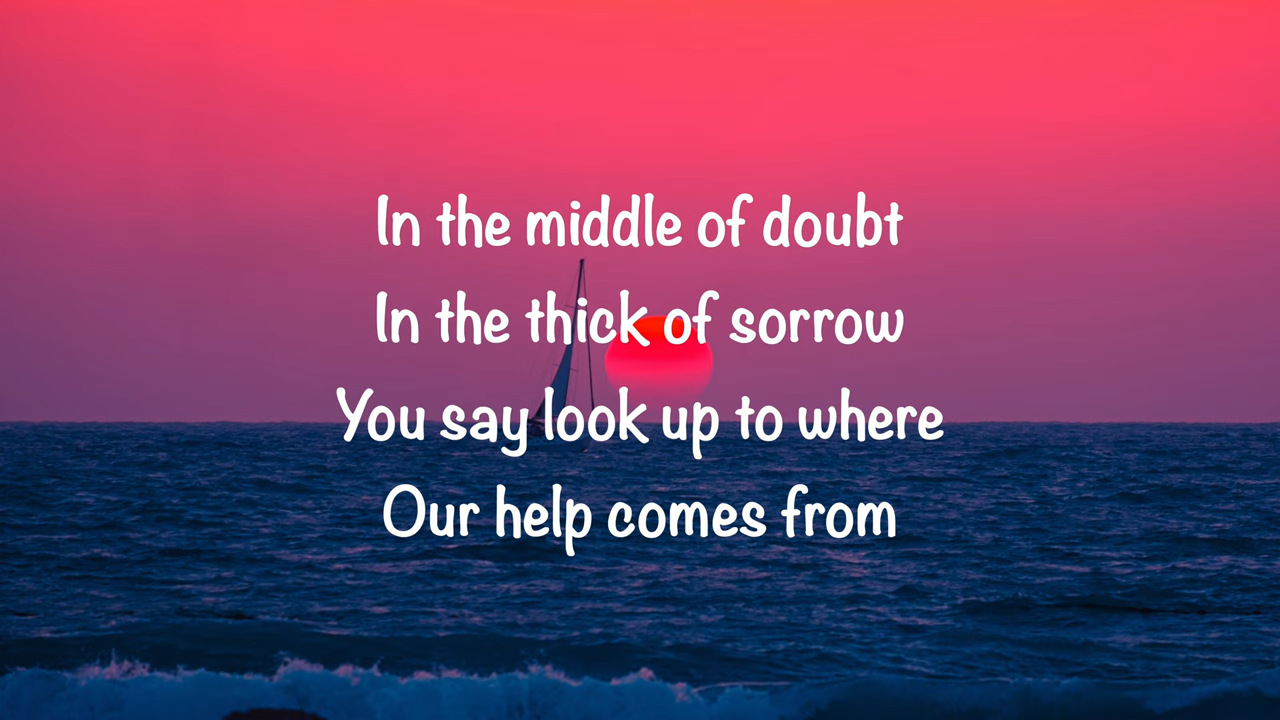 In the middle of doubt
In the thick of sorrow
You say look up to where
Our help comes from